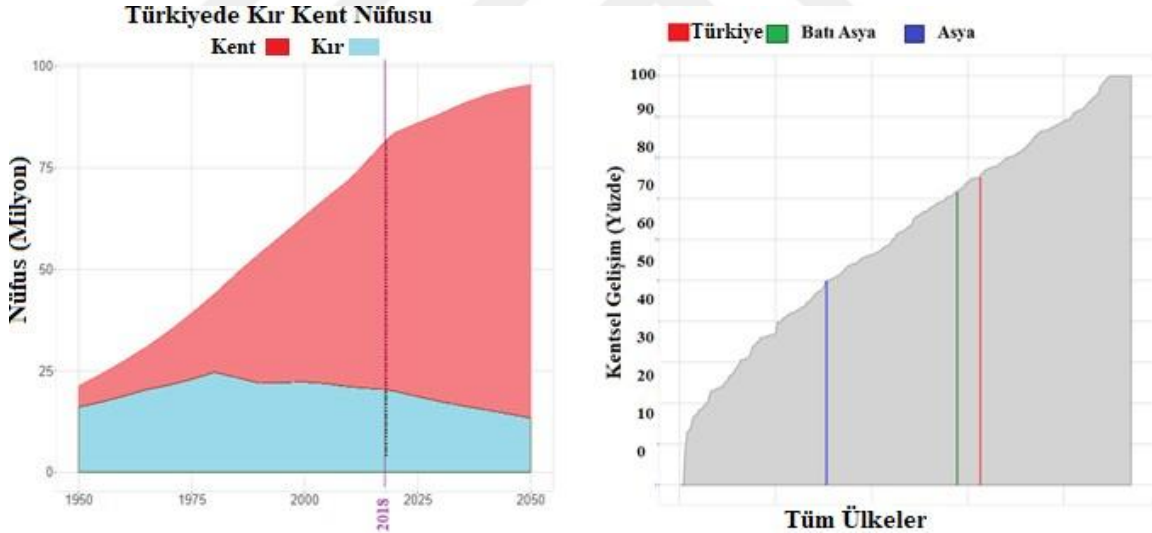 Türkiyede Kır Kent Nüfusu
Kent Kır
Nüfus (Milyon)
100
75
50
25
0
1950 1975 2000 2018 2025 2050
Türkiye Batı Asya Asya
Kentsel Gelişim (Yüzde)
100
90
80
70
60
50
40
30
20
10
0
Tüm Ülkeler